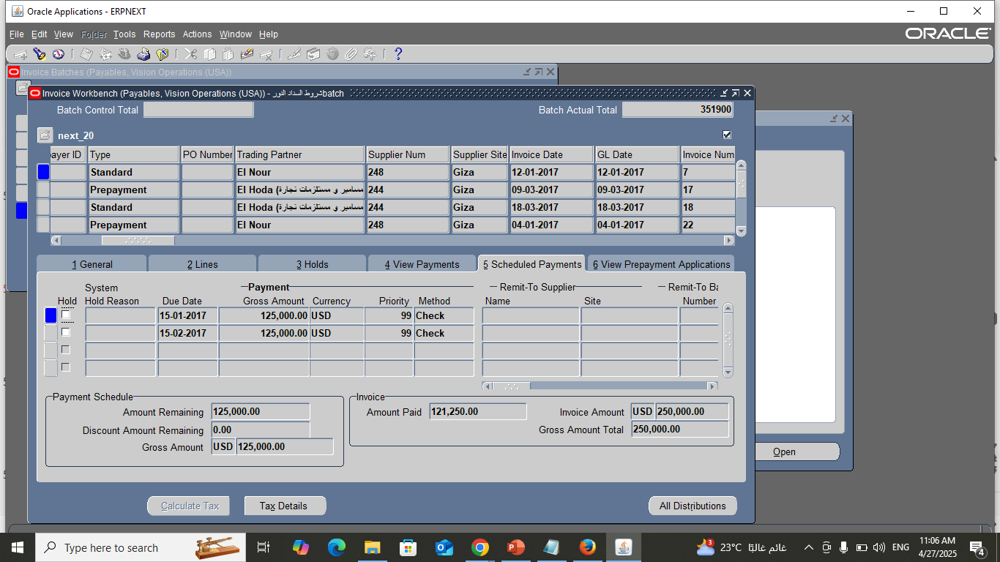 Oracle Applications - ERPNEXT
File Edit View Folder Tools Reports Actions Window Help
ORACLE
Invoice Batches (Payables, Vision Operations (USA))
Invoice Workbench (Payables, Vision Operations (USA)) - شروط السداد النور batch
Batch Control Total
Batch Actual Total 351900
next_20
ayer ID Type PO Number Trading Partner Supplier Num Supplier Site Invoice Date GL Date Invoice Num
Standard El Nour 248 Giza 12-01-2017 12-01-2017 7
Prepayment El Hoda (مسامير و مستلزمات نجارة 244 Giza 09-03-2017 09-03-2017 17
Standard El Hoda (مسامير و مستلزمات نجارة 244 Giza 18-03-2017 18-03-2017 18
Prepayment El Nour 248 Giza 04-01-2017 04-01-2017 22
1 General 2 Lines 3 Holds 4 View Payments 5 Scheduled Payments 6 View Prepayment Applications
System Payment Remit-To Supplier Remit-To Ba
Hold Hold Reason Due Date Gross Amount Currency Priority Method Name Site Number
15-01-2017 125,000.00 USD 99 Check
15-02-2017 125,000.00 USD 99 Check
Payment Schedule
Amount Remaining 125,000.00
Discount Amount Remaining 0.00
Gross Amount USD 125,000.00
Invoice
Amount Paid 121,250.00 Invoice Amount USD 250,000.00
Gross Amount Total 250,000.00
Open
Calculate Tax Tax Details All Distributions
Type here to search
3 23°C غائم غالبًا ENG 11:06 AM
4/27/2025 4